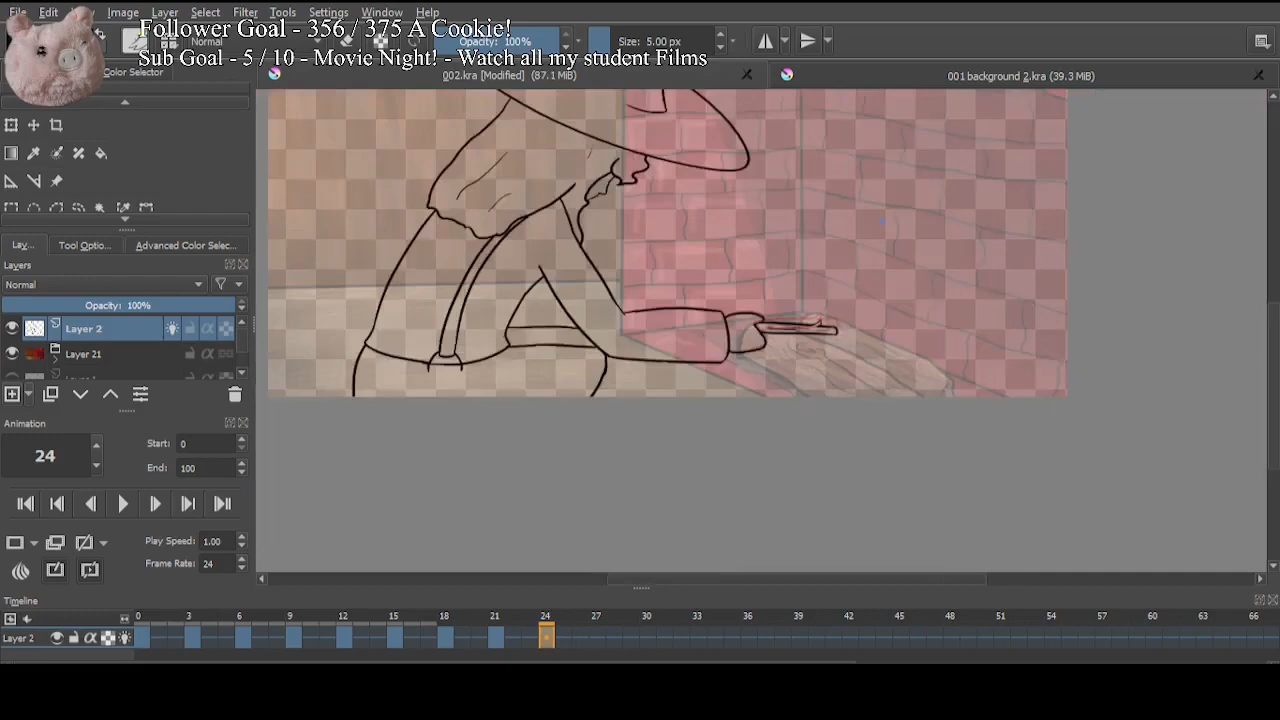 File Edit View Image Layer Select Filter Tools Settings Window Help
Follower Goal - 356 / 375 A Cookie!
Normal Opacity: 100% Size: 5.00 px
Sub Goal - 5 / 10 - Movie Night! - Watch all my student Films
Color Selector
002.kra [Modified] (87.1 MiB)
001 background 2.kra (39.3 MiB)
Lay... Tool Optio... Advanced Color Selec...
Layers
Normal
Opacity: 100%
Layer 2
Layer 21
Animation
24
Start: 0
End: 100
Play Speed: 1.00
Frame Rate: 24
Timeline
0 3 6 9 12 15 18 21 24 27 30 33 36 39 42 45 48 51 54 57 60 63 66
Layer 2